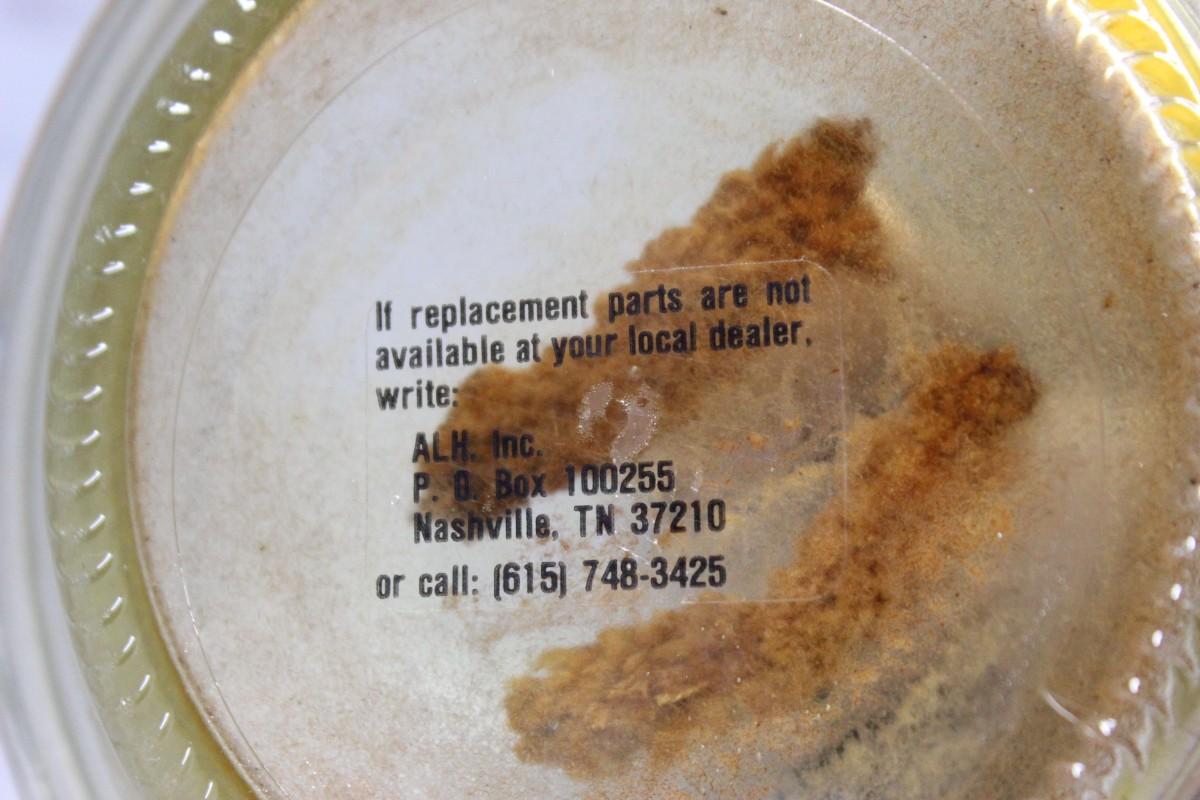 If replacement parts are not
available at your local dealer,
write:
ALH, Inc.
P. O. Box 100255
Nashville, TN 37210
or call: (615) 748-3425